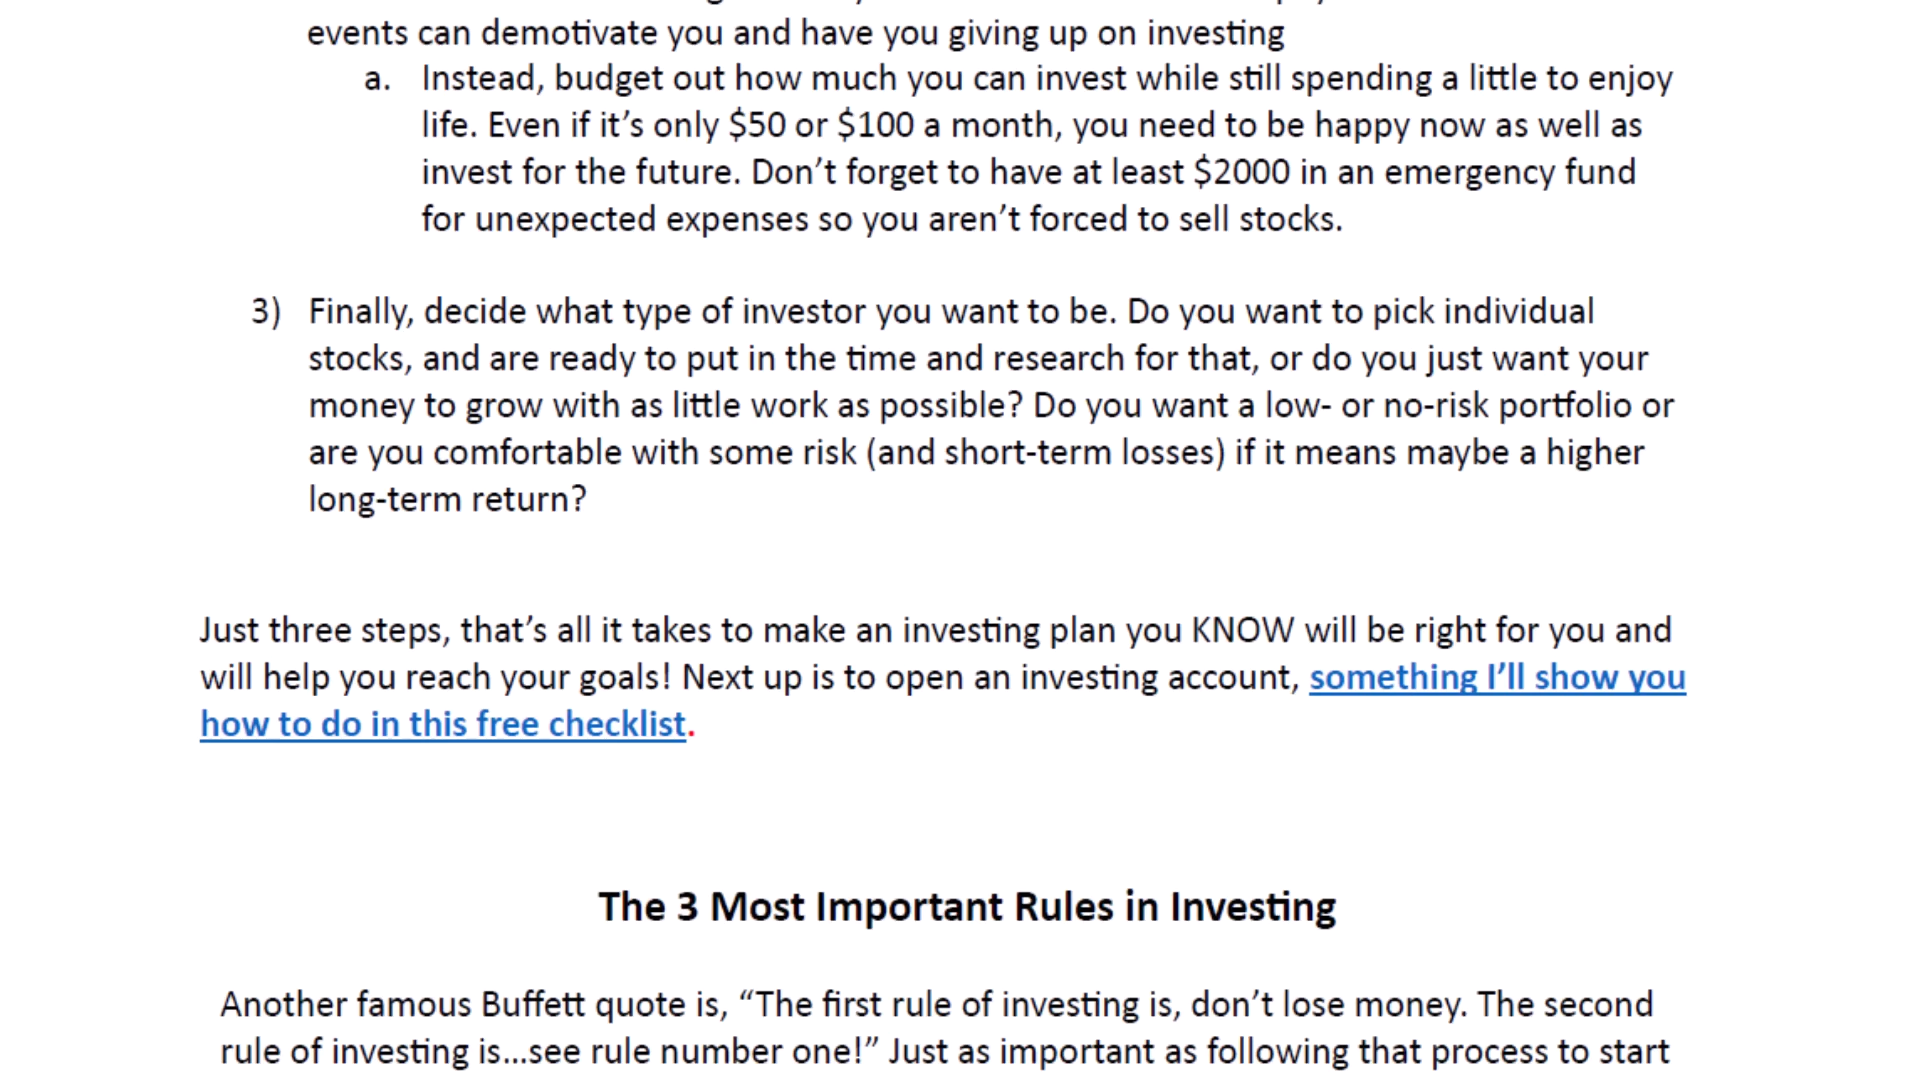 events can demotivate you and have you giving up on investing
a. Instead, budget out how much you can invest while still spending a little to enjoy
life. Even if it’s only $50 or $100 a month, you need to be happy now as well as
invest for the future. Don’t forget to have at least $2000 in an emergency fund
for unexpected expenses so you aren’t forced to sell stocks.
3) Finally, decide what type of investor you want to be. Do you want to pick individual
stocks, and are ready to put in the time and research for that, or do you just want your
money to grow with as little work as possible? Do you want a low- or no-risk portfolio or
are you comfortable with some risk (and short-term losses) if it means maybe a higher
long-term return?
Just three steps, that’s all it takes to make an investing plan you KNOW will be right for you and
will help you reach your goals! Next up is to open an investing account, something I’ll show you
how to do in this free checklist.
The 3 Most Important Rules in Investing
Another famous Buffett quote is, “The first rule of investing is, don’t lose money. The second
rule of investing is...see rule number one!” Just as important as following that process to start